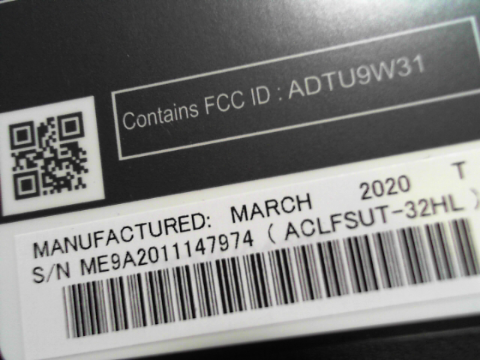 Contains FCC ID : ADTU9W31
MANUFACTURED: MARCH 2020 T
S/N ME9A2011147974 ( ACLFSUT-32HL )